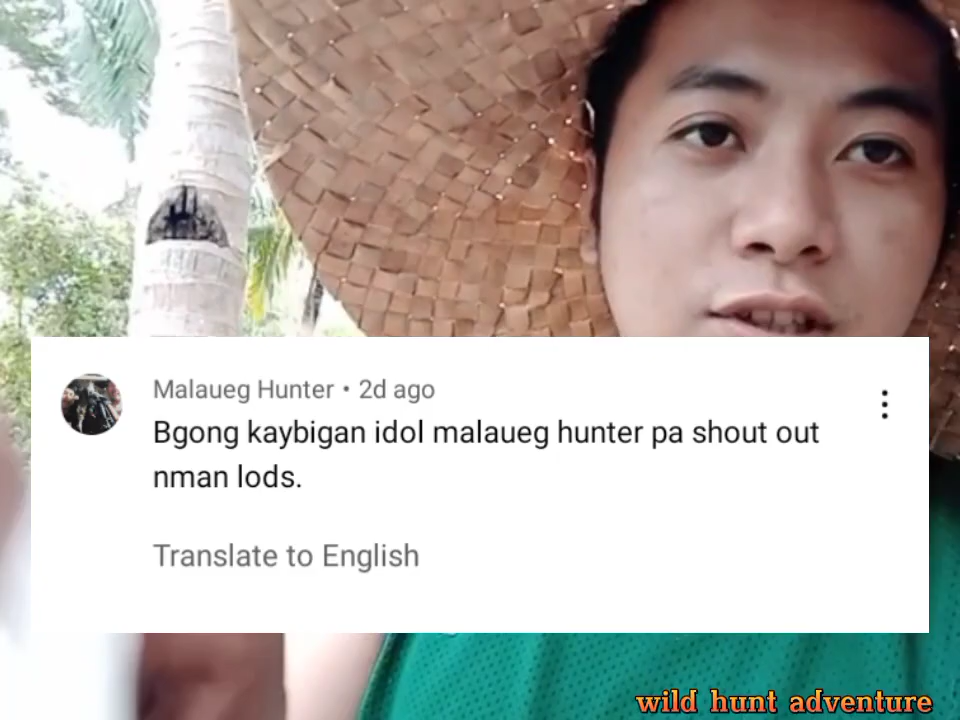 Malaueg Hunter • 2d ago
Bgong kaybigan idol malaueg hunter pa shout out
nman lods.
Translate to English
wild hunt adventure